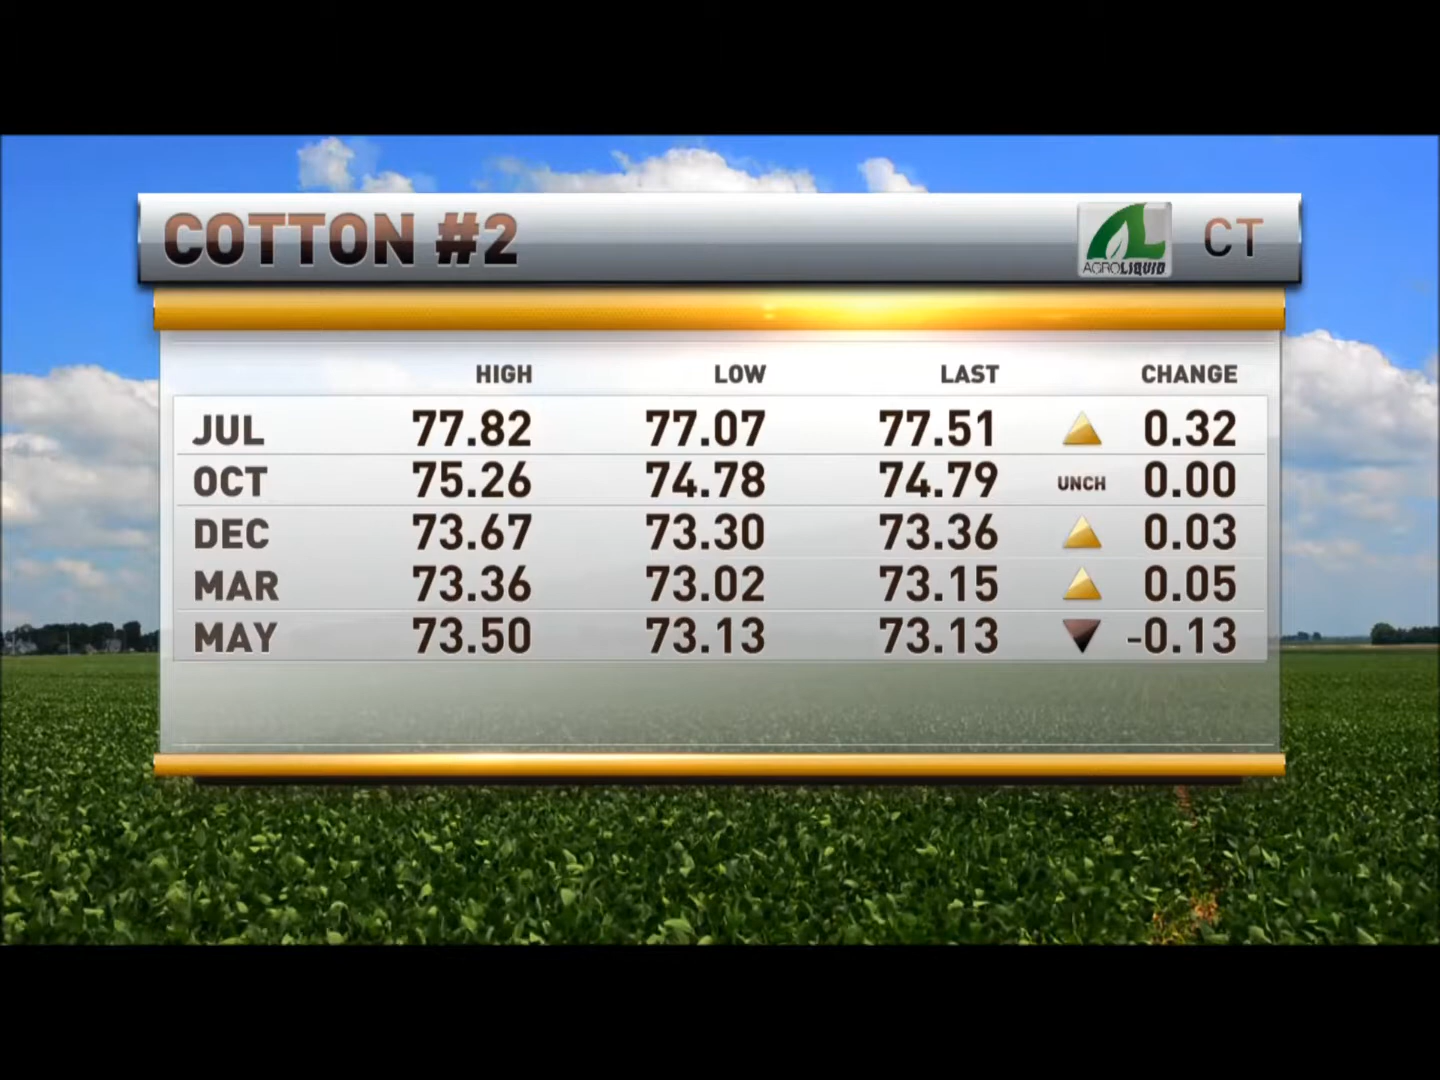 COTTON #2 AGROLIQUID CT
HIGH LOW LAST CHANGE
JUL 77.82 77.07 77.51 0.32
OCT 75.26 74.78 74.79 UNCH 0.00
DEC 73.67 73.30 73.36 0.03
MAR 73.36 73.02 73.15 0.05
MAY 73.50 73.13 73.13 -0.13